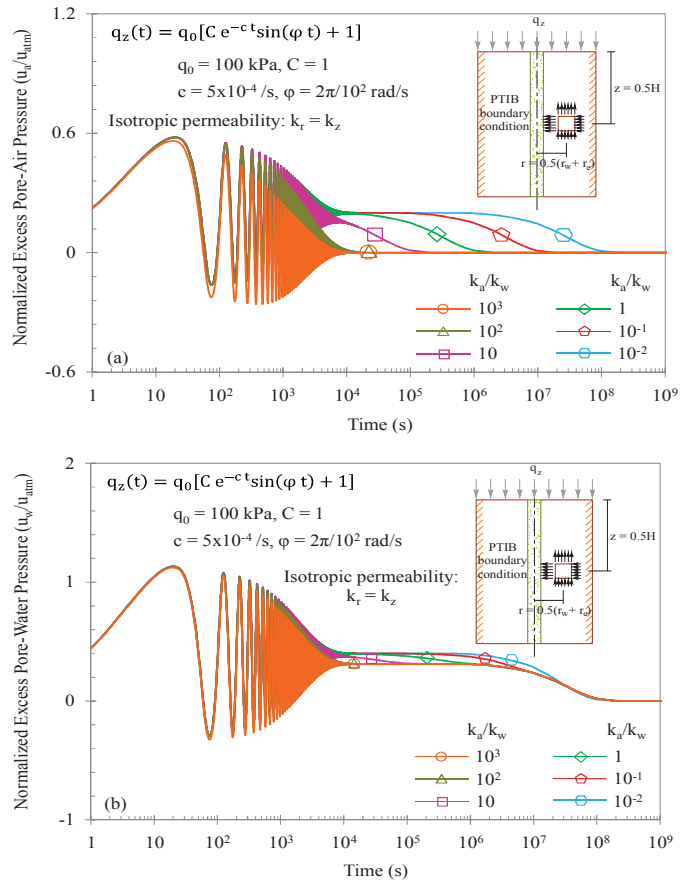 q_z(t) = q_0[C e^{-c t}sin(φ t) + 1]
q_0 = 100 kPa, C = 1
c = 5x10^{-4} /s, φ = 2π/10^2 rad/s
Isotropic permeability: k_r = k_z
q_z
PTIB
boundary
condition
z = 0.5H
r = 0.5(r_w + r_e)
Normalized Excess Pore-Air Pressure (u_a/u_atm)
1.2
0.6
0
-0.6
k_a/k_w k_a/k_w
10^3 1
10^2 10^{-1}
10 10^{-2}
(a)
1 10 10^2 10^3 10^4 10^5 10^6 10^7 10^8 10^9
Time (s)
q_z(t) = q_0[C e^{-c t}sin(φ t) + 1]
q_0 = 100 kPa, C = 1
c = 5x10^{-4} /s, φ = 2π/10^2 rad/s
Isotropic permeability:
k_r = k_z
q_z
PTIB
boundary
condition
z = 0.5H
r = 0.5(r_w + r_e)
Normalized Excess Pore-Water Pressure (u_w/u_atm)
2
1
0
-1
k_a/k_w k_a/k_w
10^3 1
10^2 10^{-1}
10 10^{-2}
(b)
1 10 10^2 10^3 10^4 10^5 10^6 10^7 10^8 10^9
Time (s)